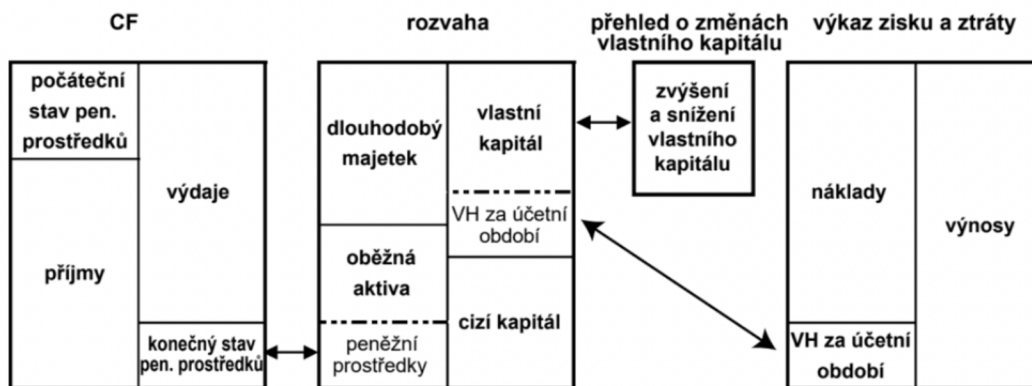 CF
počáteční
stav pen.
prostředků
příjmy
výdaje
konečný stav
pen. prostředků
rozvaha
dlouhodobý
majetek
oběžná
aktiva
peněžní
prostředky
vlastní
kapitál
VH za účetní
období
cizí kapitál
přehled o změnách
vlastního kapitálu
zvýšení
a snížení
vlastního
kapitálu
výkaz zisku a ztráty
náklady
VH za účetní
období
výnosy